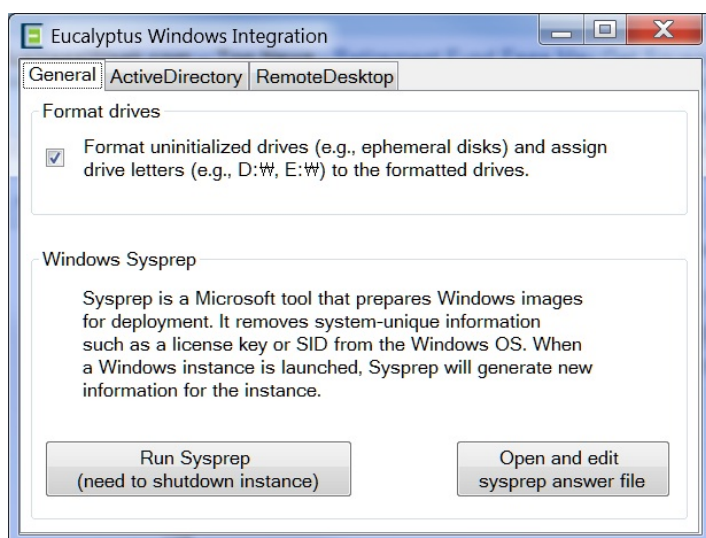 Eucalyptus Windows Integration
General ActiveDirectory RemoteDesktop
Format drives
Format uninitialized drives (e.g., ephemeral disks) and assign
drive letters (e.g., D:₩, E:₩) to the formatted drives.
Windows Sysprep
Sysprep is a Microsoft tool that prepares Windows images
for deployment. It removes system-unique information
such as a license key or SID from the Windows OS. When
a Windows instance is launched, Sysprep will generate new
information for the instance.
Run Sysprep
(need to shutdown instance)
Open and edit
sysprep answer file